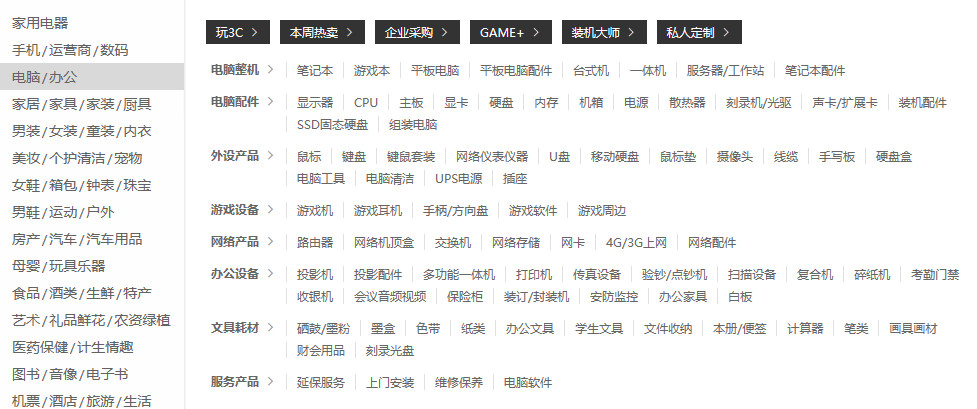 家用电器
手机/运营商/数码
电脑/办公
家居/家具/家装/厨具
男装/女装/童装/内衣
美妆/个护清洁/宠物
女鞋/箱包/钟表/珠宝
男鞋/运动/户外
房产/汽车/汽车用品
母婴/玩具乐器
食品/酒类/生鲜/特产
艺术/礼品鲜花/农资绿植
医药保健/计生情趣
图书/音像/电子书
机票/酒店/旅游/生活
玩3C > 本周热卖 > 企业采购 > GAME+ > 装机大师 > 私人定制 >
电脑整机 > 笔记本 游戏本 平板电脑 平板电脑配件 台式机 一体机 服务器/工作站 笔记本配件
电脑配件 > 显示器 CPU 主板 显卡 硬盘 内存 机箱 电源 散热器 刻录机/光驱 声卡/扩展卡 装机配件
SSD固态硬盘 组装电脑
外设产品 > 鼠标 键盘 键鼠套装 网络仪表仪器 U盘 移动硬盘 鼠标垫 摄像头 线缆 手写板 硬盘盒
电脑工具 电脑清洁 UPS电源 插座
游戏设备 > 游戏机 游戏耳机 手柄/方向盘 游戏软件 游戏周边
网络产品 > 路由器 网络机顶盒 交换机 网络存储 网卡 4G/3G上网 网络配件
办公设备 > 投影机 投影配件 多功能一体机 打印机 传真设备 验钞/点钞机 扫描设备 复合机 碎纸机 考勤门禁
收银机 会议音频视频 保险柜 装订/封装机 安防监控 办公家具 白板
文具耗材 > 硒鼓/墨粉 墨盒 色带 纸类 办公文具 学生文具 文件收纳 本册/便签 计算器 笔类 画具画材
财会用品 刻录光盘
服务产品 > 延保服务 上门安装 维修保养 电脑软件